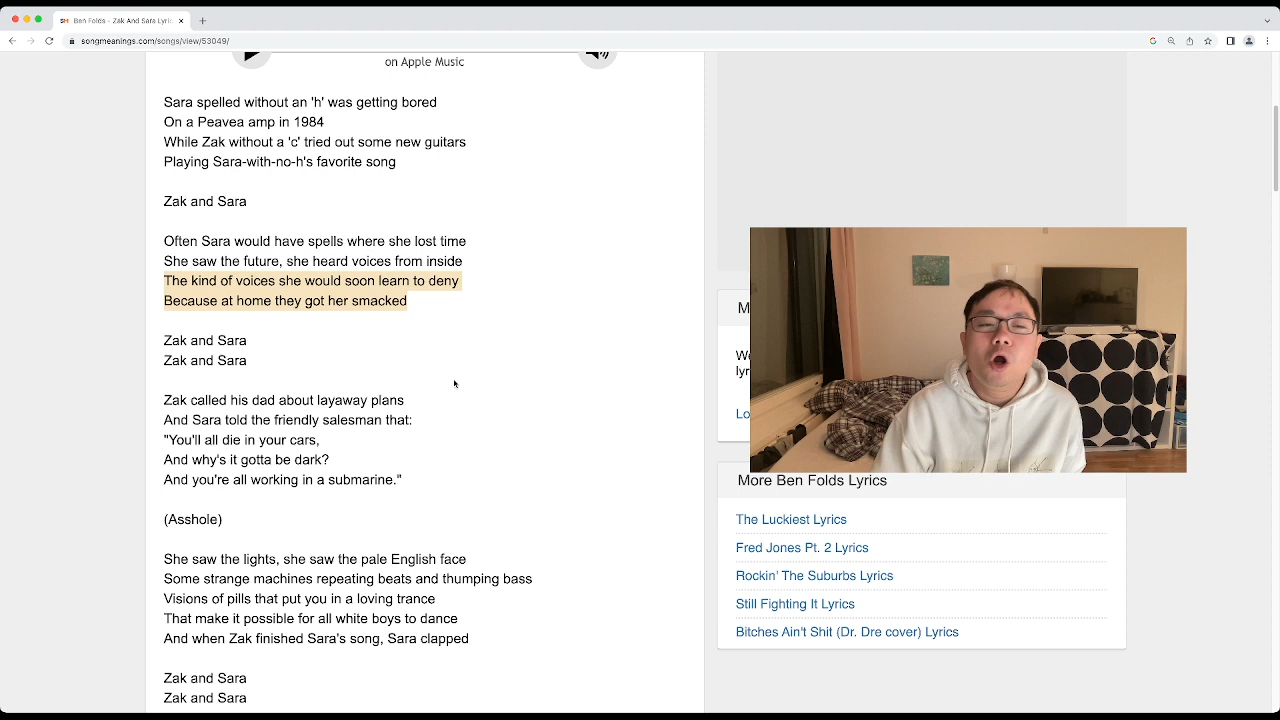 Ben Folds - Zak And Sara Lyric
songmeanings.com/songs/view/53049/
on Apple Music
Sara spelled without an 'h' was getting bored
On a Peavea amp in 1984
While Zak without a 'c' tried out some new guitars
Playing Sara-with-no-h's favorite song
Zak and Sara
Often Sara would have spells where she lost time
She saw the future, she heard voices from inside
The kind of voices she would soon learn to deny
Because at home they got her smacked
Zak and Sara
Zak and Sara
Zak called his dad about layaway plans
And Sara told the friendly salesman that:
"You'll all die in your cars,
And why's it gotta be dark?
And you're all working in a submarine."
(Asshole)
She saw the lights, she saw the pale English face
Some strange machines repeating beats and thumping bass
Visions of pills that put you in a loving trance
That make it possible for all white boys to dance
And when Zak finished Sara's song, Sara clapped
Zak and Sara
Zak and Sara
M
We
lyr
Lo
More Ben Folds Lyrics
The Luckiest Lyrics
Fred Jones Pt. 2 Lyrics
Rockin' The Suburbs Lyrics
Still Fighting It Lyrics
Bitches Ain't Shit (Dr. Dre cover) Lyrics